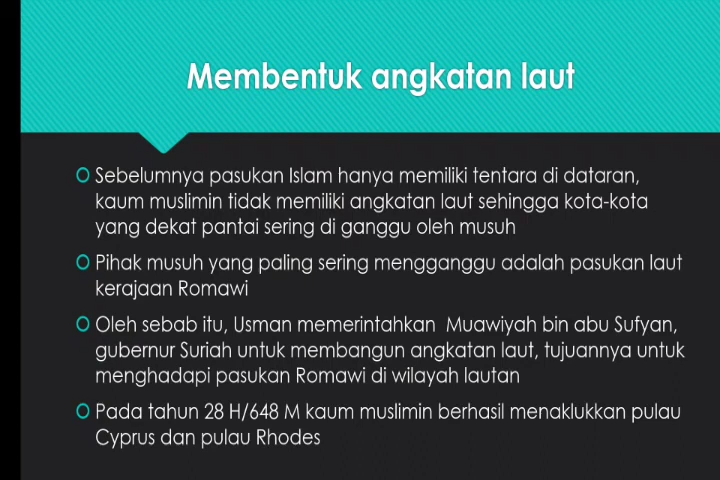 Membentuk angkatan laut
Sebelumnya pasukan Islam hanya memiliki tentara di dataran,
kaum muslimin tidak memiliki angkatan laut sehingga kota-kota
yang dekat pantai sering di ganggu oleh musuh
Pihak musuh yang paling sering mengganggu adalah pasukan laut
kerajaan Romawi
Oleh sebab itu, Usman memerintahkan  Muawiyah bin abu Sufyan,
gubernur Suriah untuk membangun angkatan laut, tujuannya untuk
menghadapi pasukan Romawi di wilayah lautan
Pada tahun 28 H/648 M kaum muslimin berhasil menaklukkan pulau
Cyprus dan pulau Rhodes